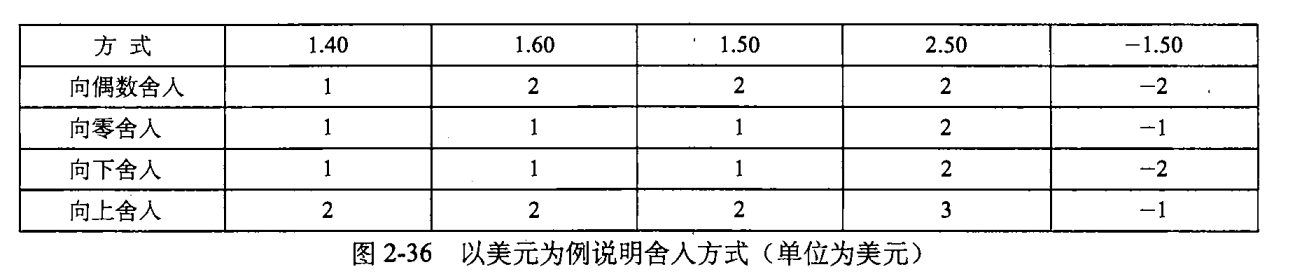 方 式 1.40 1.60 1.50 2.50 −1.50
向偶数舍入 1 2 2 2 −2
向零舍入 1 1 1 2 −1
向下舍入 1 1 1 2 −2
向上舍入 2 2 2 3 −1
图 2-36 以美元为例说明舍入方式（单位为美元）